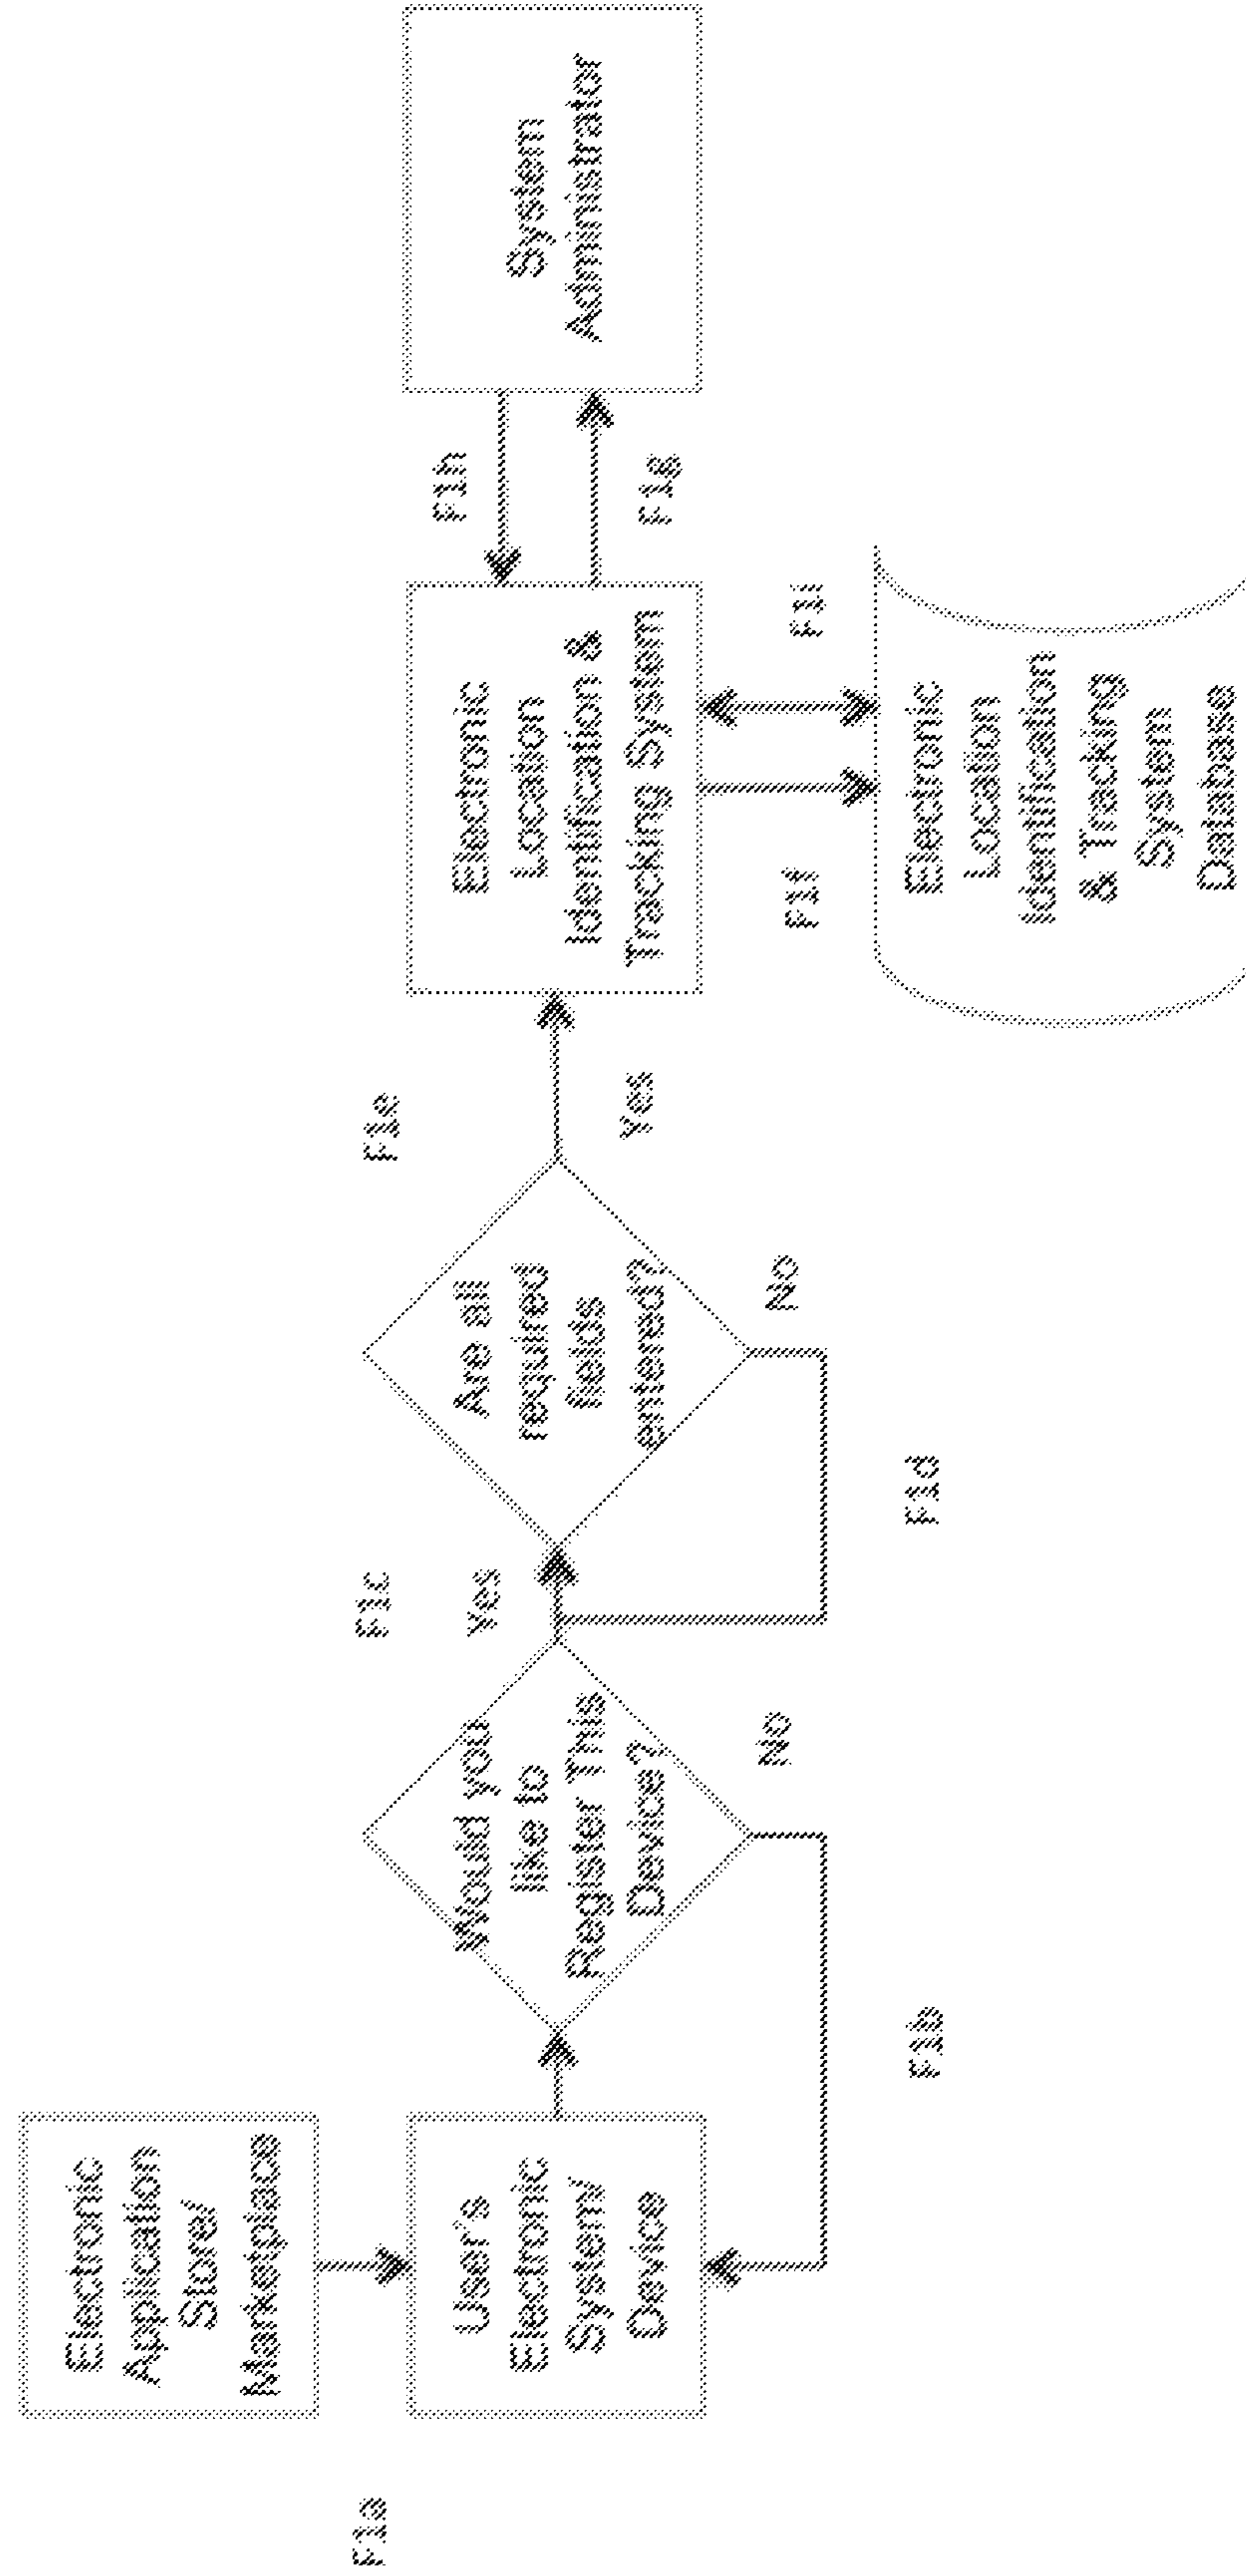 F1a
Electronic
Application
Store/
Marketplace
User's
Electronic
System/
Device
F1b
Would you
like to
Register This
Device?
No
F1c
Yes
Are all
required
fields
entered?
No
F1d
F1e
Yes
Electronic
Location
Identification &
Tracking System
F1f
F1i
Electronic
Location
Identification
& Tracking
System
Database
F1h
F1g
System
Administrator